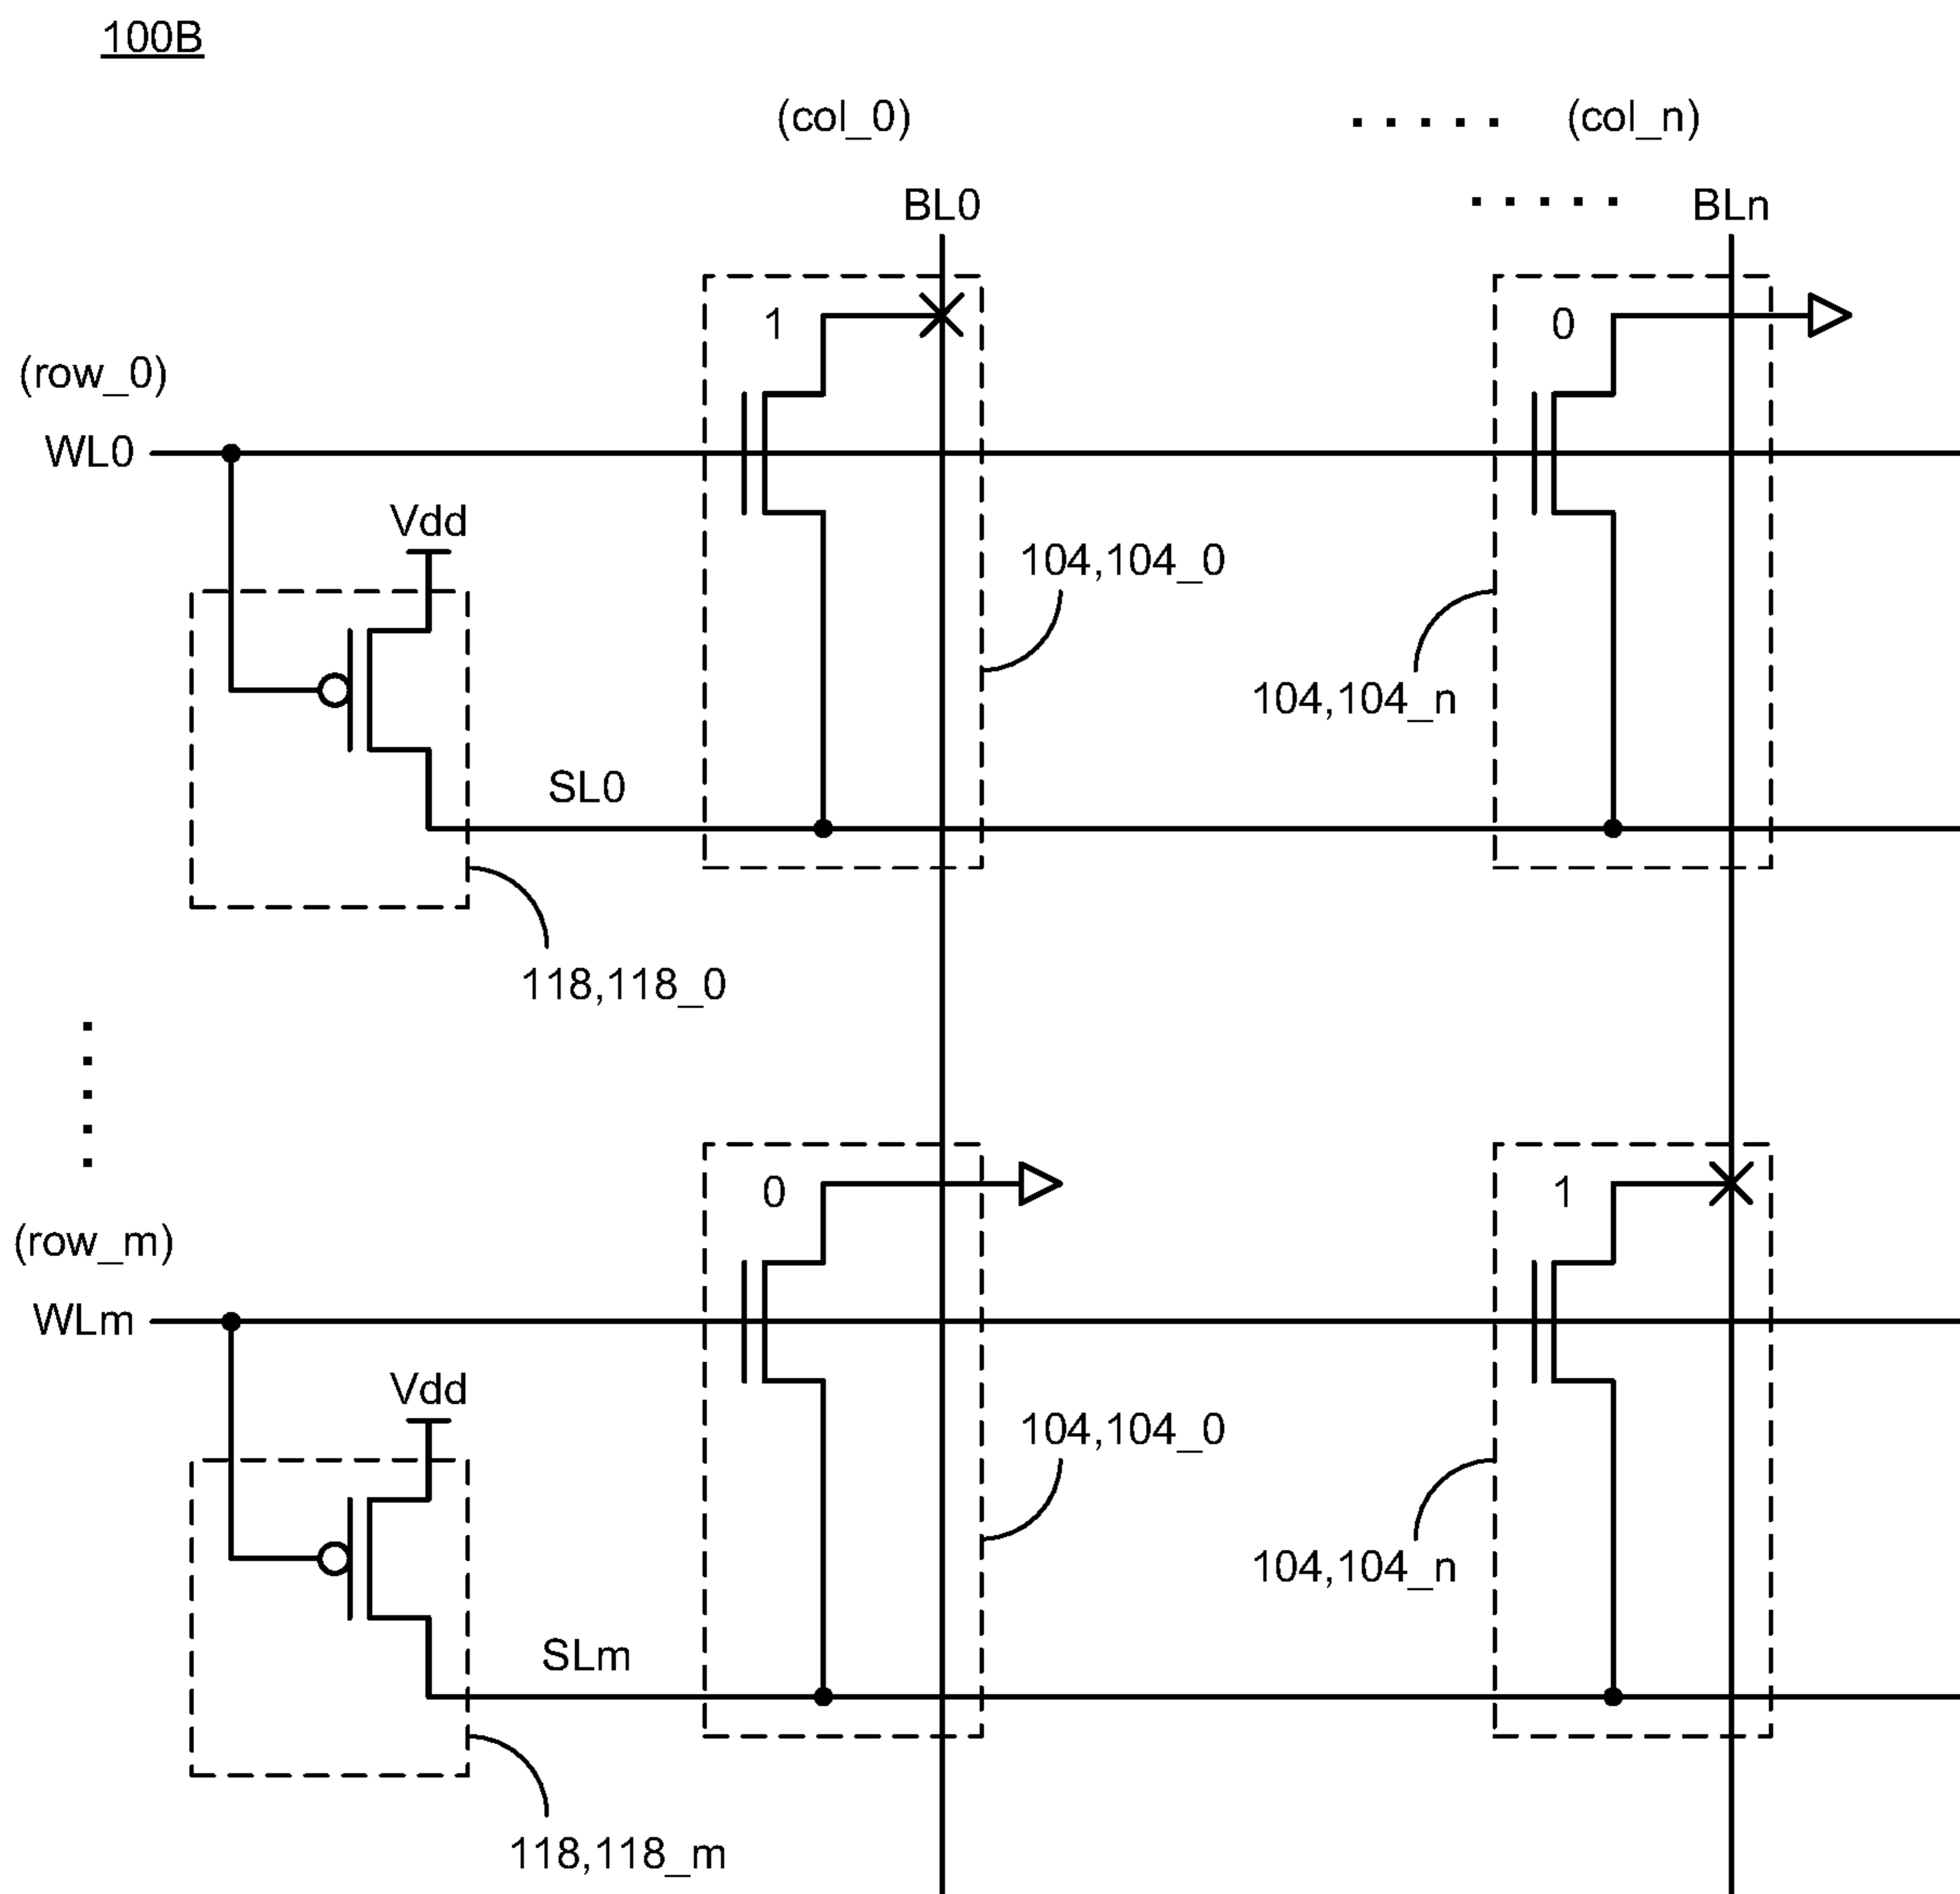 100B
(col_0) ..... (col_n)
BL0 ..... BLn
1 0
(row_0)
WL0
Vdd
104,104_0
104,104_n
SL0
118,118_0
0 1
(row_m)
WLm
Vdd
104,104_0
104,104_n
SLm
118,118_m